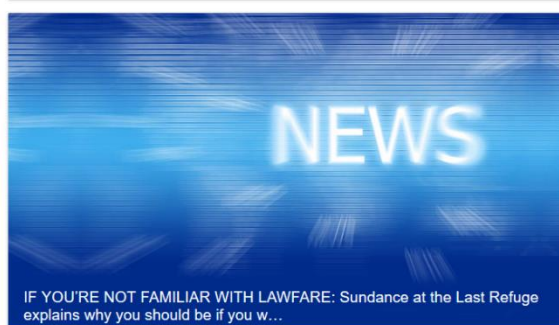 NEWS
IF YOU'RE NOT FAMILIAR WITH LAWFARE: Sundance at the Last Refuge
explains why you should be if you w…